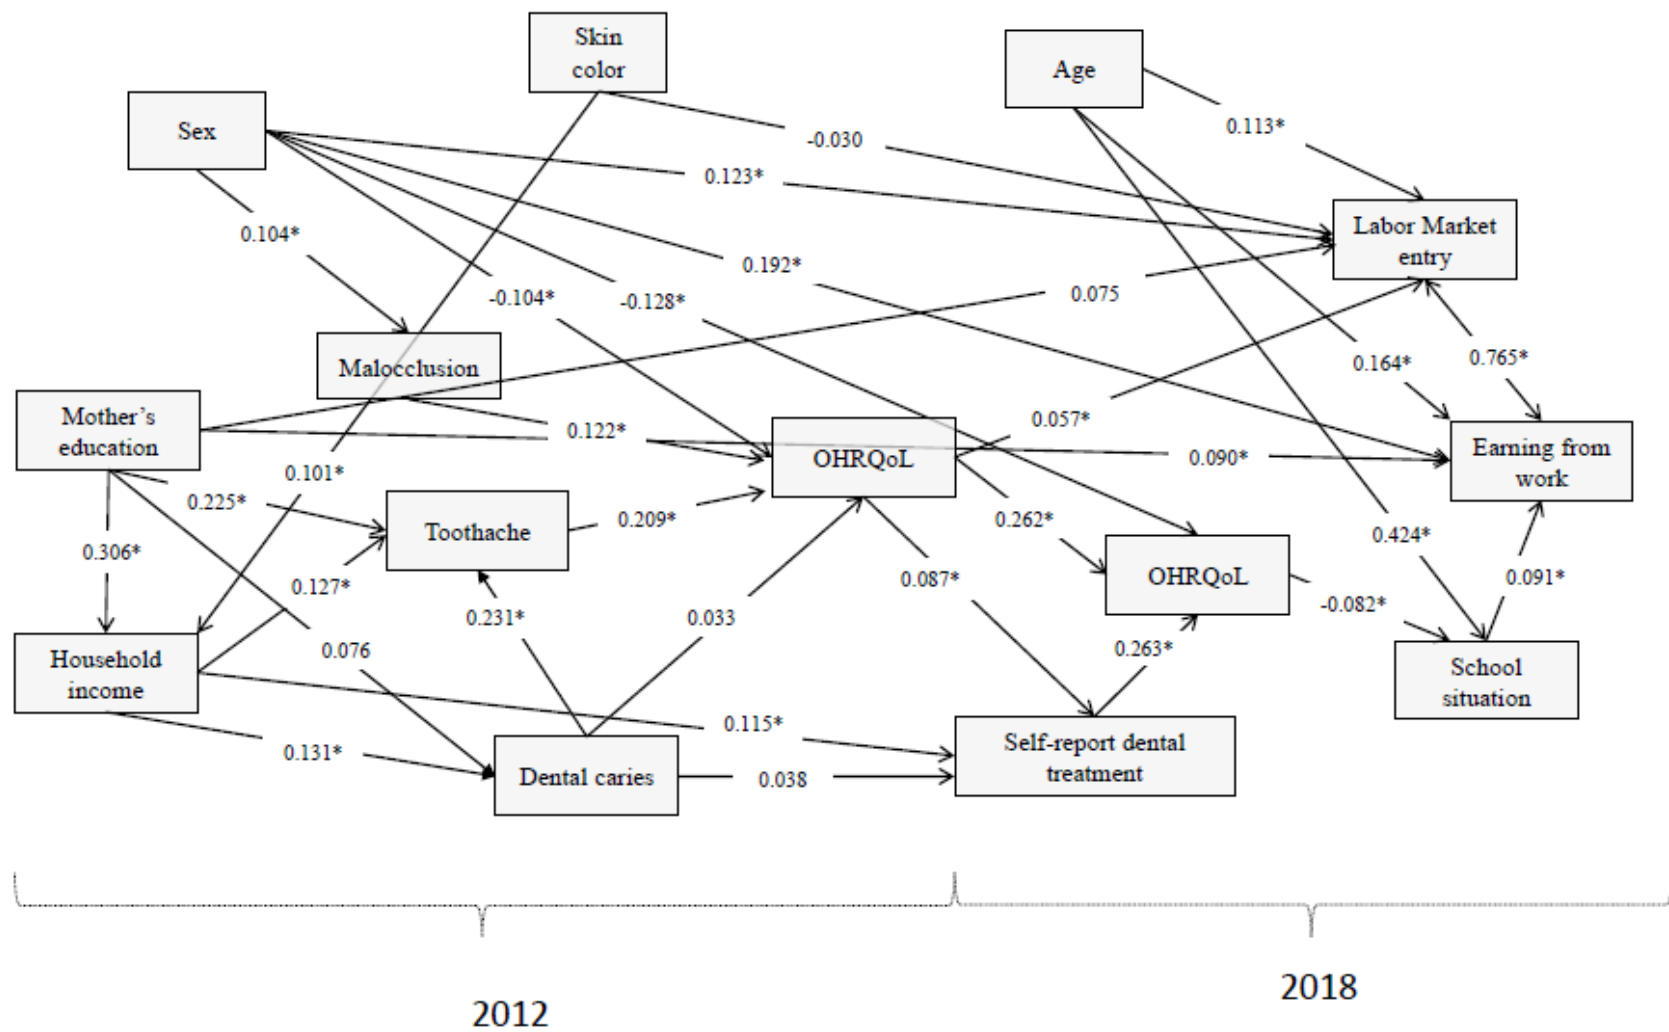 Skin
color
Age
Sex
0.113*
-0.030
0.123*
0.104*
Labor Market
entry
0.192*
-0.104*
-0.128*
0.075
Malocclusion
0.164*
0.765*
Mother's
education
0.057*
0.122*
OHRQoL
0.090*
Earning from
work
0.101*
0.225*
Toothache
0.209*
0.262*
0.424*
0.306*
0.127*
0.087*
OHRQoL
0.091*
0.231*
0.033
-0.082*
Household
income
0.076
0.263*
School
situation
0.115*
0.131*
Self-report dental
treatment
Dental caries
0.038
2012
2018